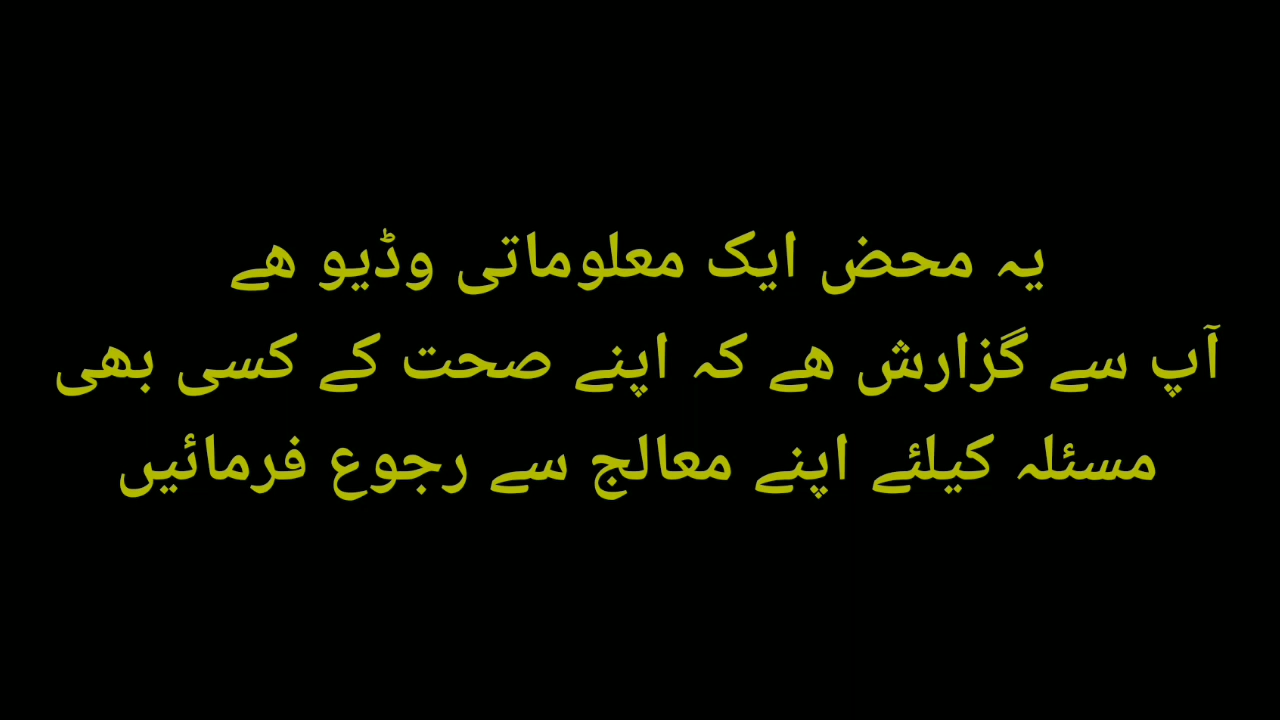 یہ محض ایک معلوماتی وڈیو ھے
آپ سے گزارش ھے کہ اپنے صحت کے کسی بھی
مسئلہ کیلئے اپنے معالج سے رجوع فرمائیں